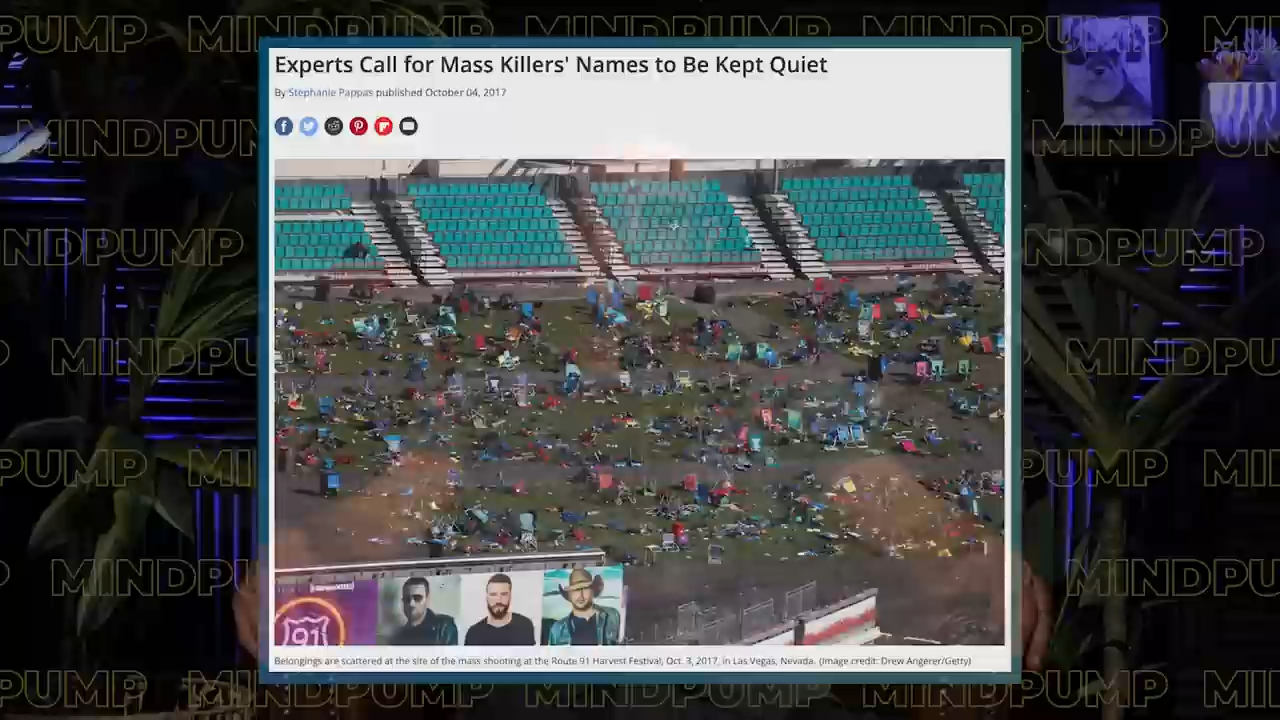 MINDPUMP
Experts Call for Mass Killers' Names to Be Kept Quiet
By Stephanie Pappas published October 04, 2017
91
Belongings are scattered at the site of the mass shooting at the Route 91 Harvest Festival, Oct. 3, 2017, in Las Vegas, Nevada. (Image credit: Drew Angerer/Getty)